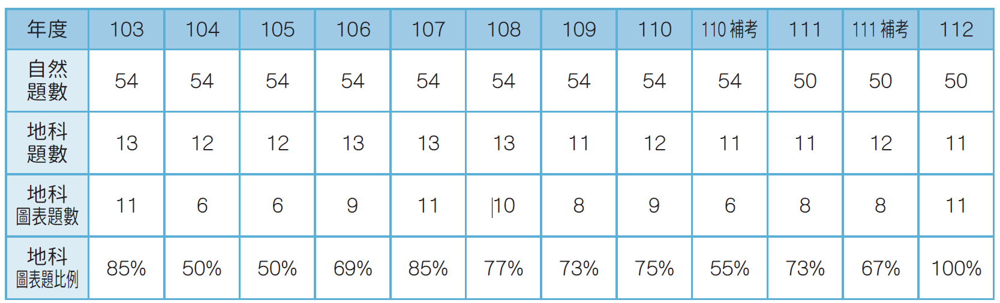 年度 103 104 105 106 107 108 109 110 110 補考 111 111 補考 112
自然
題數 54 54 54 54 54 54 54 54 54 50 50 50
地科
題數 13 12 12 13 13 13 11 12 11 11 12 11
地科
圖表題數 11 6 6 9 11 10 8 9 6 8 8 11
地科
圖表題比例 85% 50% 50% 69% 85% 77% 73% 75% 55% 73% 67% 100%